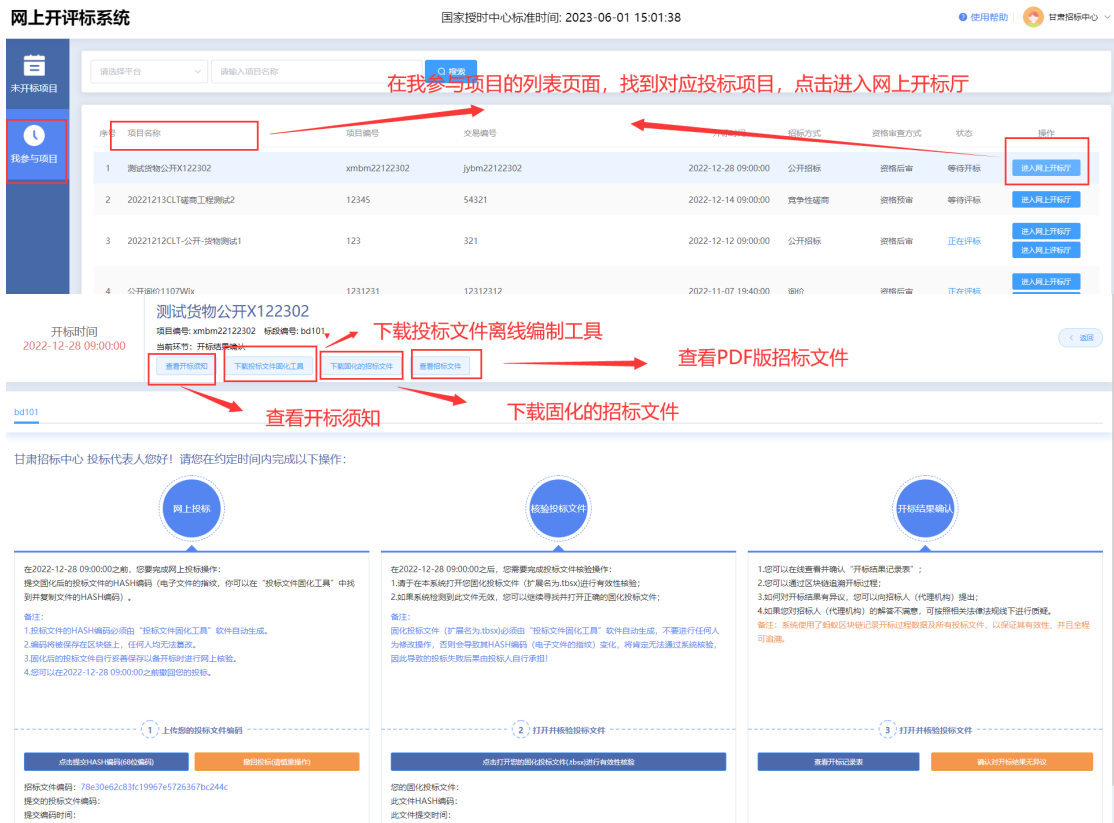 网上开评标系统
国家授时中心标准时间: 2023-06-01 15:01:38
使用帮助
甘肃招标中心
未开标项目
我参与项目
请选择平台
请输入项目名称
搜索
在我参与项目的列表页面，找到对应投标项目，点击进入网上开标厅
序号 项目名称 项目编号 交易编号 开标时间 招标方式 资格审查方式 状态 操作
1 测试货物公开X122302 xmbm22122302 jybm22122302 2022-12-28 09:00:00 公开招标 资格后审 等待开标 进入网上开标厅
2 20221213CLT磋商工程测试2 12345 54321 2022-12-14 09:00:00 竞争性磋商 资格预审 等待评标 进入网上开标厅
3 20221212CLT-公开-货物测试1 123 321 2022-12-12 09:00:00 公开招标 资格后审 正在评标 进入网上开标厅
进入网上评标厅
4 公开询价1107Wjx 1231231 12312312 2022-11-07 19:40:00 询价 资格后审 正在评标 进入网上开标厅
开标时间
2022-12-28 09:00:00
测试货物公开X122302
项目编号: xmbm22122302 标段编号: bd101
当前环节: 开标结果确认
查看开标须知 下载投标文件固化工具 下载固化的招标文件 查看招标文件
返回
下载投标文件离线编制工具
查看PDF版招标文件
查看开标须知
下载固化的招标文件
bd101
甘肃招标中心 投标代表人您好！请您在约定时间内完成以下操作：
网上投标
在2022-12-28 09:00:00之前，您要完成网上投标操作：
提交固化后的投标文件的HASH编码（电子文件的指纹，你可以在“投标文件固化工具”中找
到并复制文件的HASH编码）。
备注：
1.投标文件的HASH编码必须由“投标文件固化工具”软件自动生成。
2.编码将被保存在区块链上，任何人均无法篡改。
3.固化后的投标文件自行妥善保存以备开标时进行网上核验。
4.您可以在2022-12-28 09:00:00之前撤回您的投标。
1 上传您的投标文件编码
点击提交HASH编码(68位编码) 撤回投标(请慎重操作)
招标文件编码：78e30e62c83fc19967e5726367bc244c
提交的投标文件编码：
提交编码时间：
核验投标文件
在2022-12-28 09:00:00之后，您需要完成投标文件核验操作：
1.请于在本系统打开您固化投标文件（扩展名为.tbsx)进行有效性核验；
2.如果系统检测到此文件无效，您可以继续寻找并打开正确的固化投标文件；
备注：
固化投标文件（扩展名为.tbsx)必须由“投标文件固化工具”软件自动生成，不要进行任何人
为修改操作，否则会导致其HASH编码（电子文件的指纹）变化，将肯定无法通过系统核验，
因此导致的投标失败后果由投标人自行承担！
2 打开并核验投标文件
点击打开您的固化投标文件(.tbsx)进行有效性核验
您的固化投标文件：
此文件HASH编码：
此文件提交时间：
开标结果确认
1.您可以在线查看并确认“开标结果记录表”；
2.您可以通过区块链追溯开标过程；
3.如何对开标结果有异议，您可以向招标人（代理机构）提出；
4.如果您对招标人（代理机构）的解答不满意，可按照相关法律法规线下进行质疑。
备注：系统使用了蚂蚁区块链记录开标过程数据及所有投标文件，以保证其有效性、并且全程
可追溯。
3 打开并核验投标文件
查看开标记录表 确认对开标结果无异议